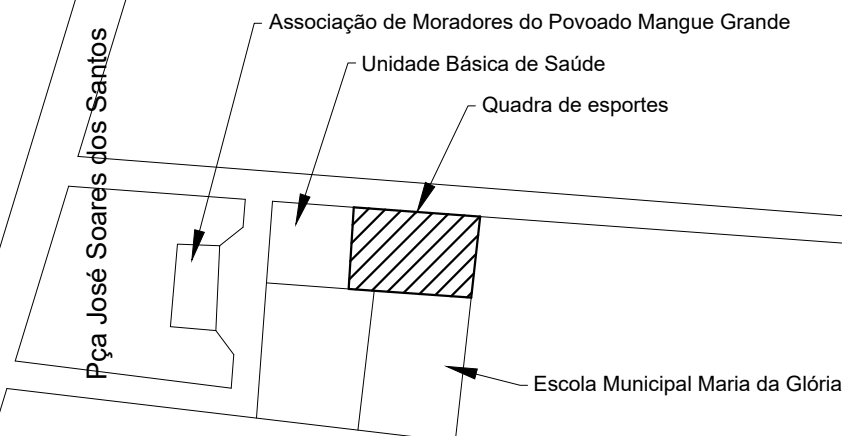 Associação de Moradores do Povoado Mangue Grande
Unidade Básica de Saúde
Quadra de esportes
Pça José Soares dos Santos
Escola Municipal Maria da Glória